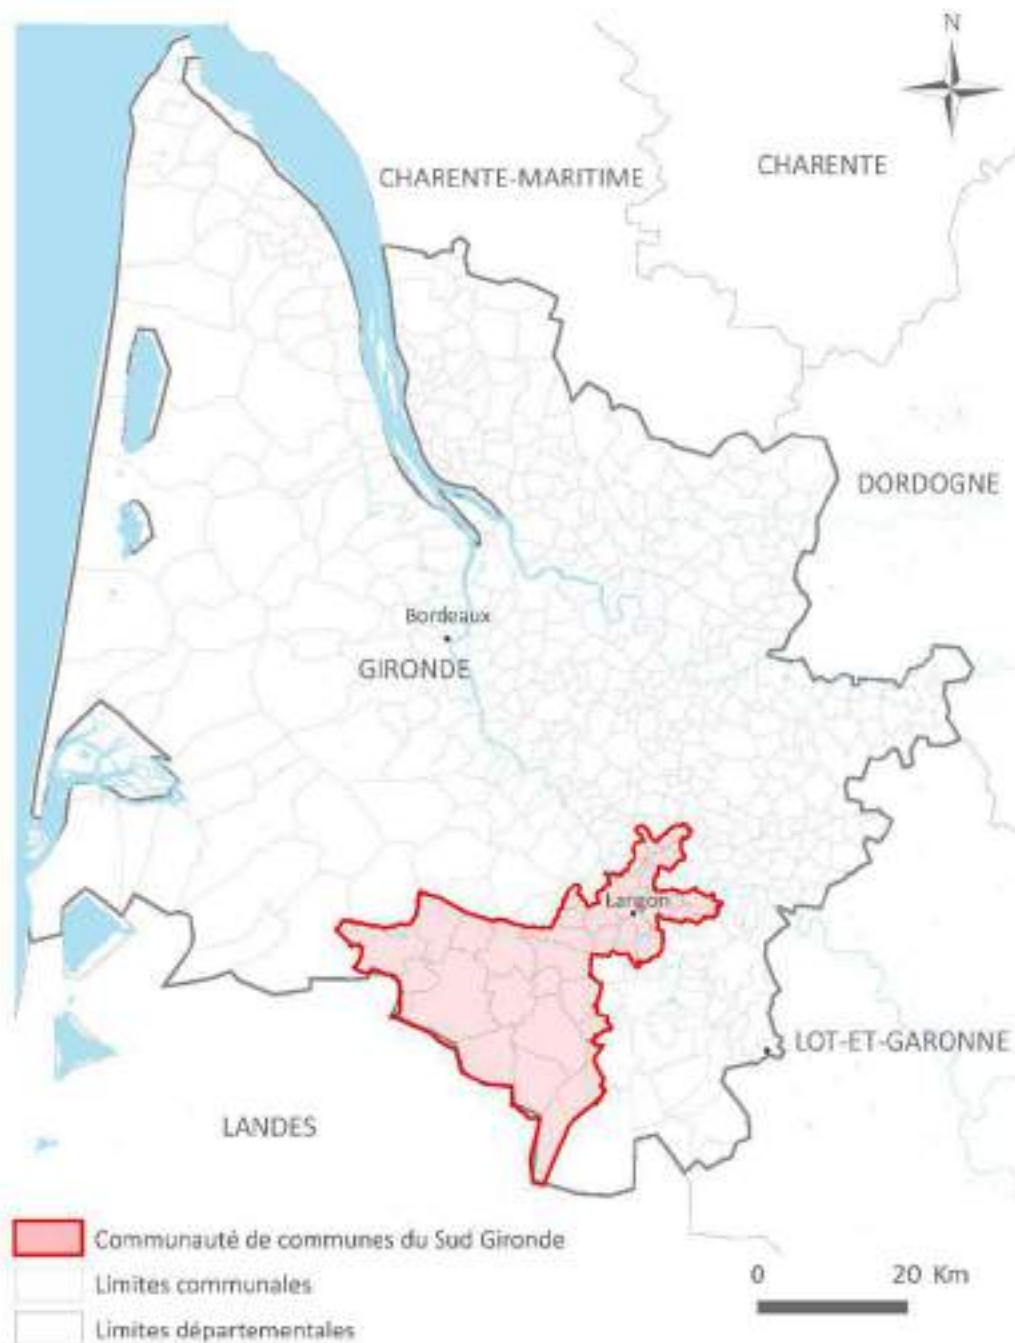 N
CHARENTE
CHARENTE-MARITIME
DORDOGNE
Bordeaux
GIRONDE
Langon
LOT-ET-GARONNE
LANDES
Communauté de communes du Sud Gironde
Limites communales
Limites départementales
0 20 Km